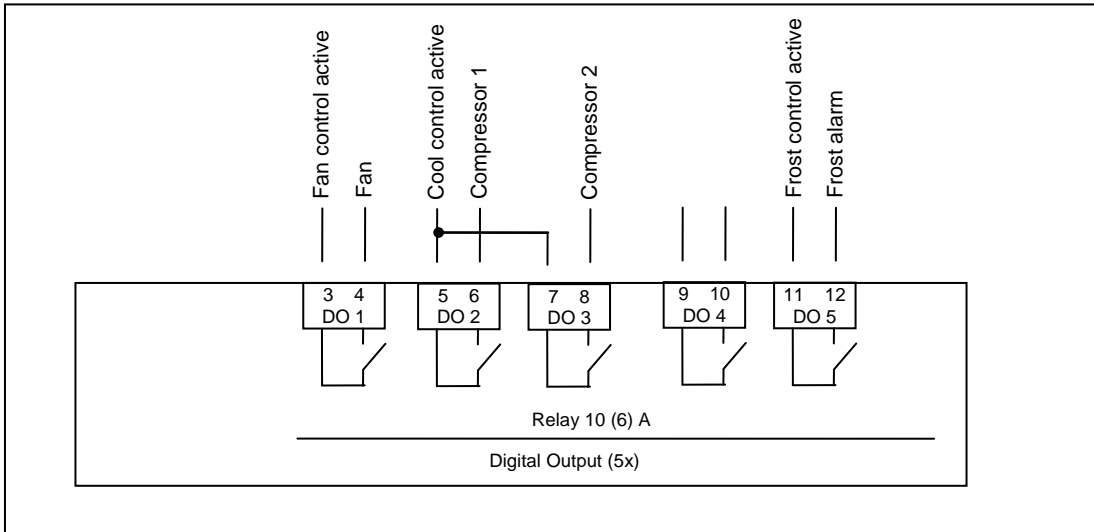 Fan control active
Fan
Cool control active
Compressor 1
Compressor 2
Frost control active
Frost alarm
3 4
DO 1
5 6
DO 2
7 8
DO 3
9 10
DO 4
11 12
DO 5
Relay 10 (6) A
Digital Output (5x)